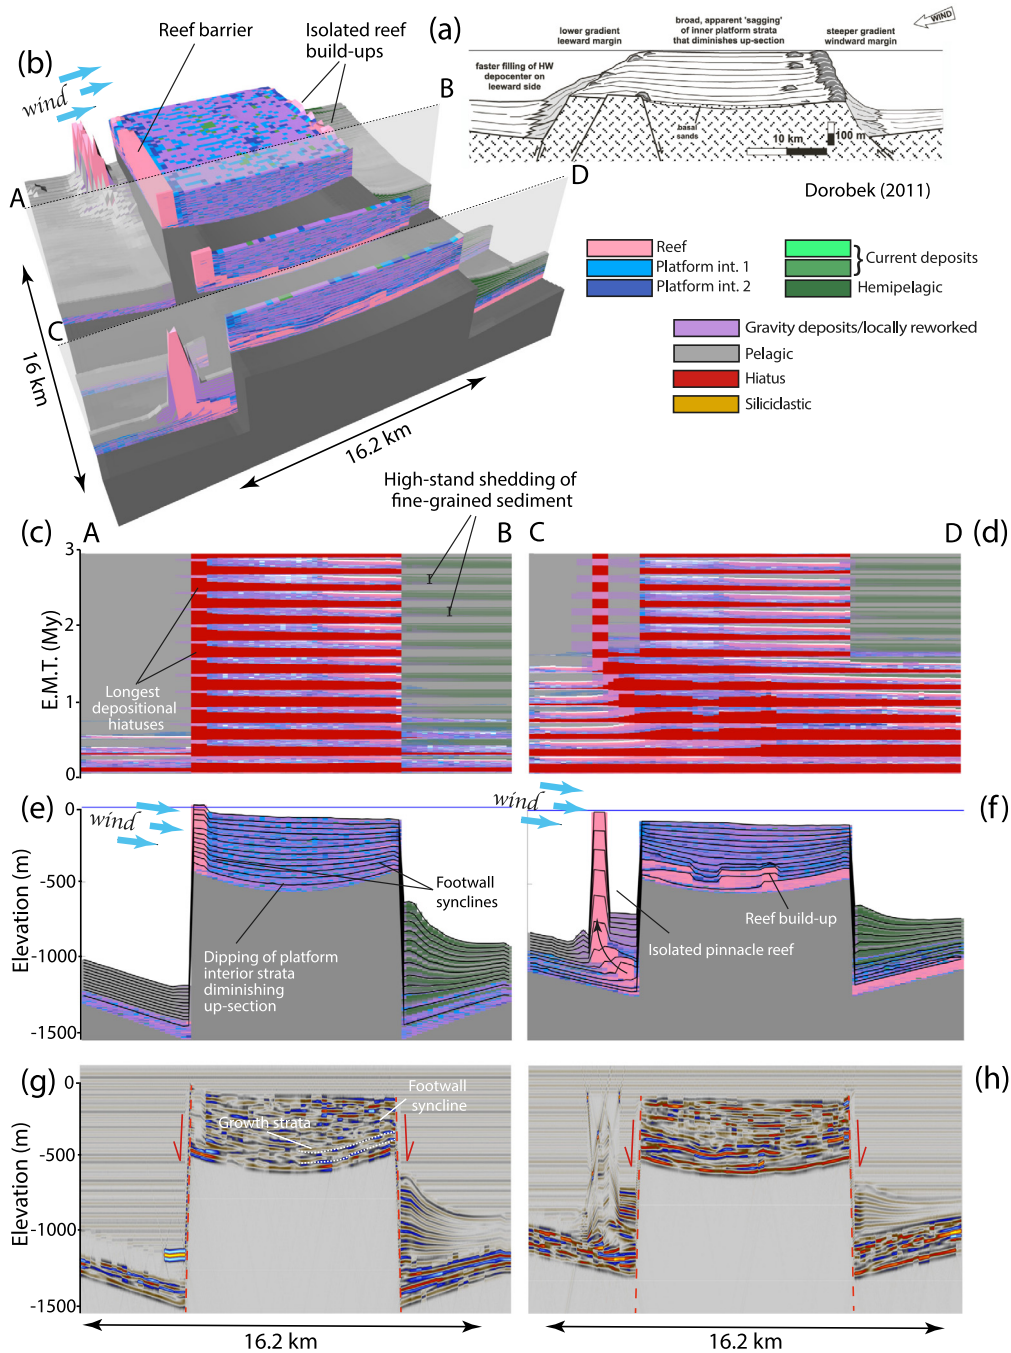 (a)
WIND
lower gradient
leeward margin
broad, apparent 'sagging'
of inner platform strata
that diminishes up-section
steeper gradient
windward margin
faster filling of HW
depocenter on
leeward side
basal
sands
10 km
100 m
Dorobek (2011)
(b)
wind
Reef barrier
Isolated reef
build-ups
A
B
C
D
16 km
16.2 km
Reef
Platform int. 1
Platform int. 2
Current deposits
Hemipelagic
Gravity deposits/locally reworked
Pelagic
Hiatus
Siliciclastic
High-stand shedding of
fine-grained sediment
(c)
A
B
C
D
(d)
E.M.T. (My)
3
2
1
0
Longest
depositional
hiatuses
(e)
wind
Elevation (m)
0
-500
-1000
-1500
Footwall
synclines
Dipping of platform
interior strata
diminishing
up-section
wind
(f)
Reef build-up
Isolated pinnacle reef
(g)
Elevation (m)
0
-500
-1000
-1500
Footwall
syncline
Growth strata
(h)
16.2 km
16.2 km